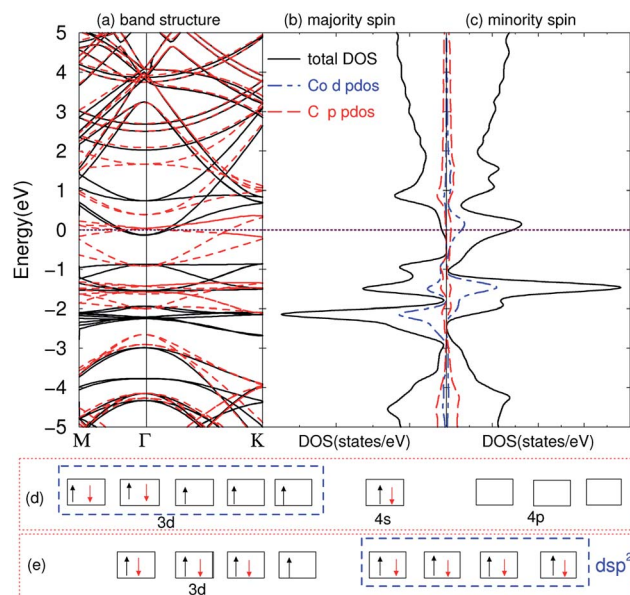 (a) band structure (b) majority spin (c) minority spin
total DOS
Co d pdos
C p pdos
Energy(eV)
5
4
3
2
1
0
−1
−2
−3
−4
−5
M Γ K DOS(states/eV) DOS(states/eV)
(d)
3d 4s 4p
(e) dsp2
3d